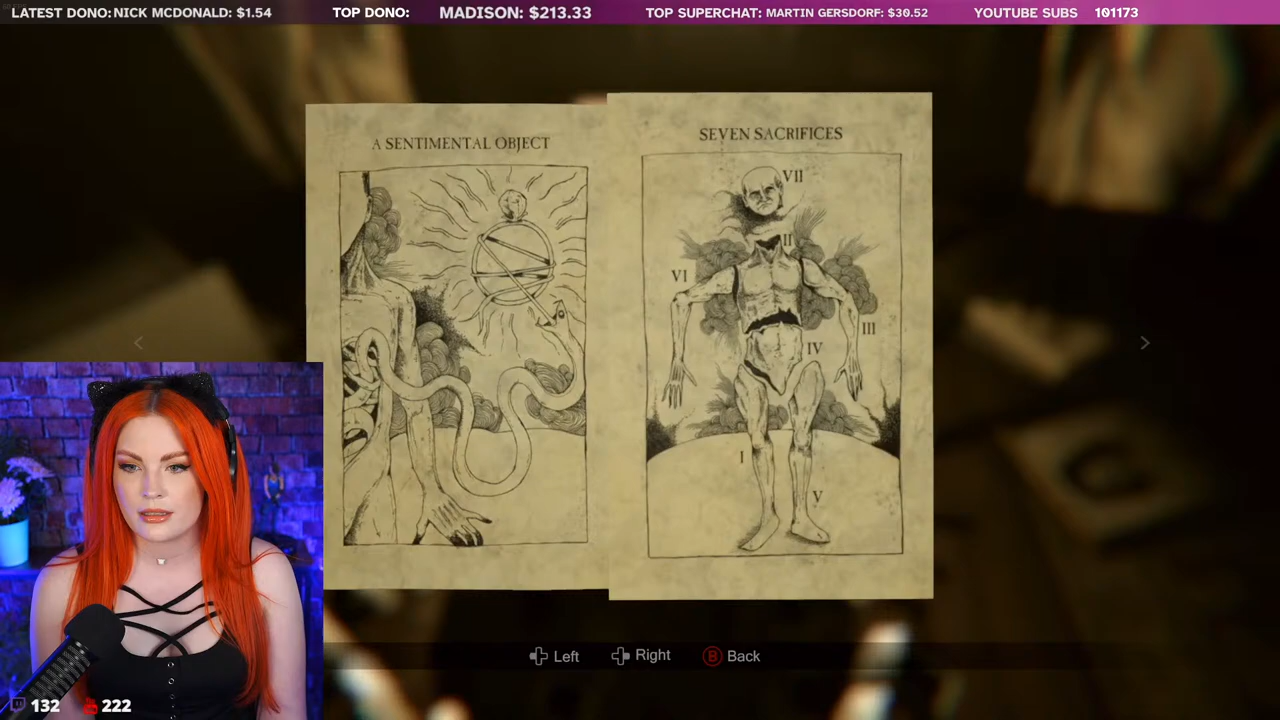 LATEST DONO: NICK MCDONALD: $1.54
TOP DONO: MADISON: $213.33
TOP SUPERCHAT: MARTIN GERSDORF: $30.52
YOUTUBE SUBS 101173
A SENTIMENTAL OBJECT
SEVEN SACRIFICES
VII
II
VI
III
IV
I
V
Left
Right
B Back
132
222